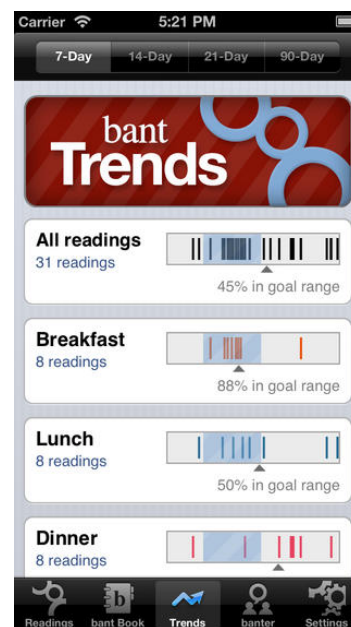 Carrier 5:21 PM
7-Day 14-Day 21-Day 90-Day
bant
Trends
All readings
31 readings
45% in goal range
Breakfast
8 readings
88% in goal range
Lunch
8 readings
50% in goal range
Dinner
8 readings
b
Readings bant Book Trends banter Settings